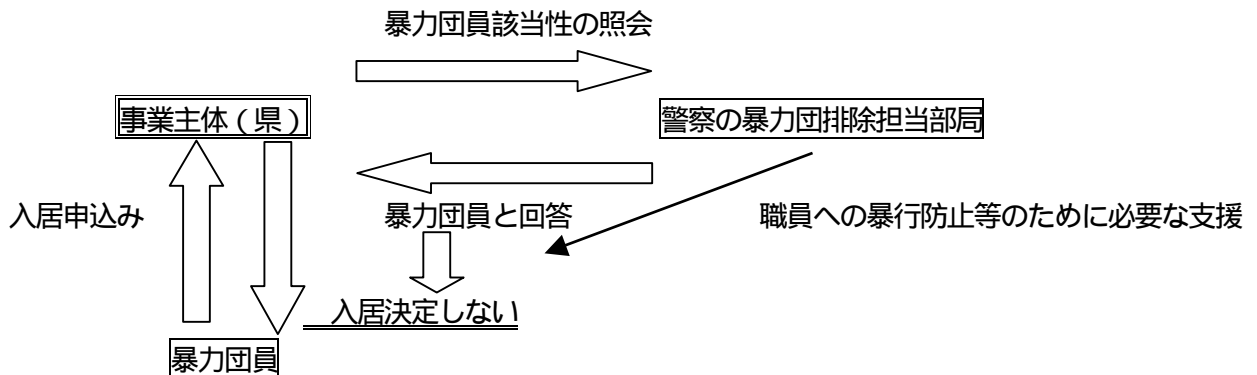 暴力団員該当性の照会
事業主体（県）
警察の暴力団排除担当部局
入居申込み
暴力団員と回答
職員への暴行防止等のために必要な支援
入居決定しない
暴力団員